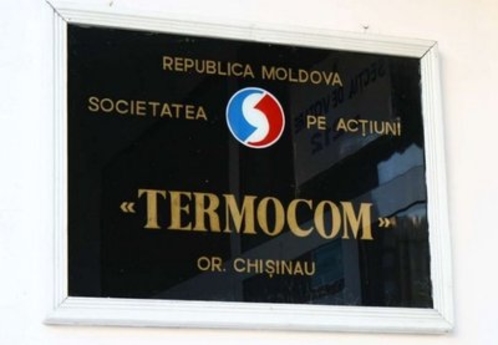 REPUBLICA MOLDOVA
SOCIETATEA PE ACȚIUNI
«TERMOCOM»
OR. CHIȘINAU